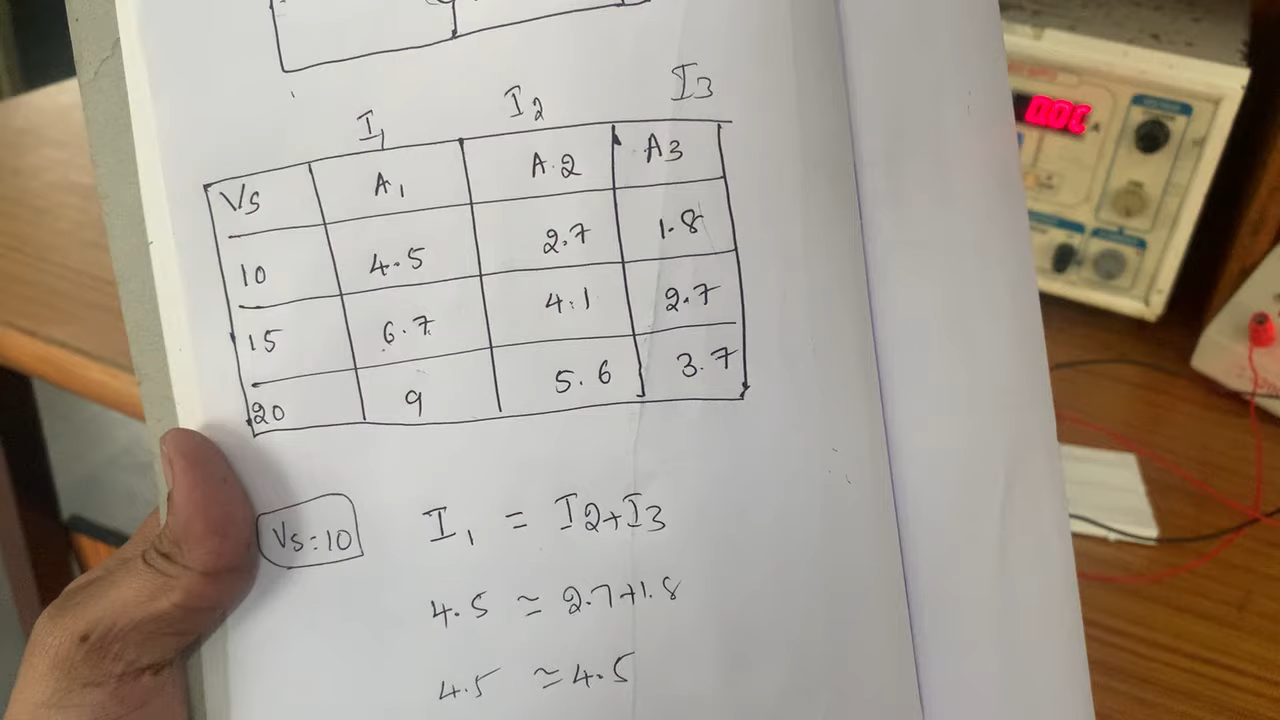 I1 I2 I3
Vs A1 A.2 A3
10 4.5 2.7 1.8
15 6.7 4.1 2.7
20 9 5.6 3.7
Vs=10 I1 = I2+I3
4.5 ≃ 2.7+1.8
4.5 ≃ 4.5